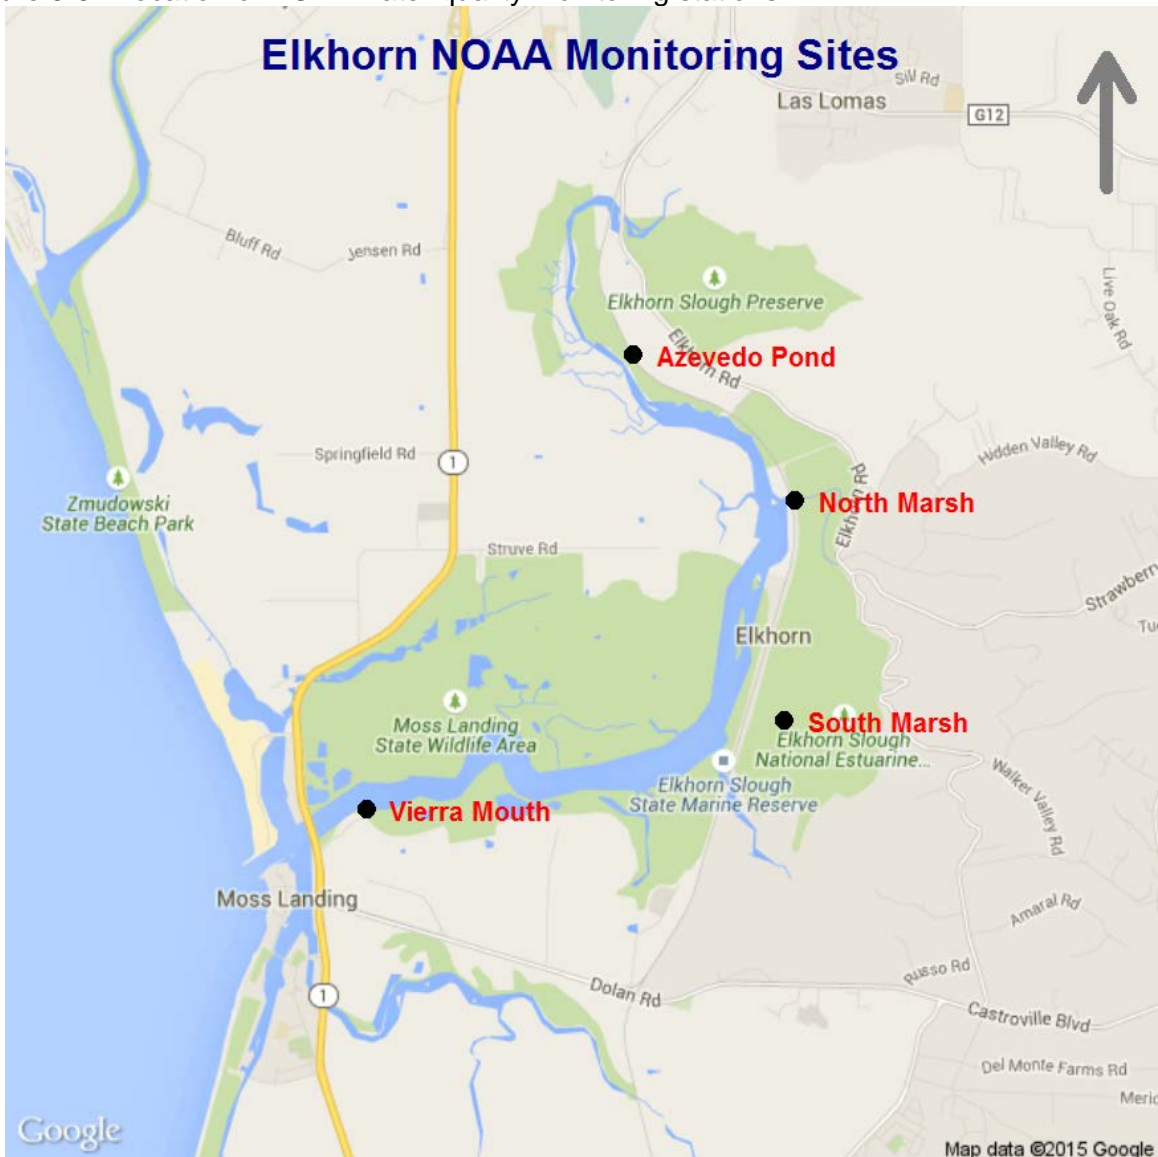 Elkhorn NOAA Monitoring Sites
Sill Rd
Las Lomas
G12
Bluff Rd
Jensen Rd
Live Oak Rd
Elkhorn Slough Preserve
Azevedo Pond
Elkhorn Rd
Springfield Rd
1
Hidden Valley Rd
Zmudowski
State Beach Park
North Marsh
Elkhorn Rd
Struve Rd
Strawberry
Elkhorn
Moss Landing
State Wildlife Area
South Marsh
Elkhorn Slough
National Estuarine...
Elkhorn Slough
State Marine Reserve
Walker Valley Rd
Vierra Mouth
Moss Landing
Amaral Rd
Russo Rd
Dolan Rd
1
Castroville Blvd
Del Monte Farms Rd
Google
Map data ©2015 Google